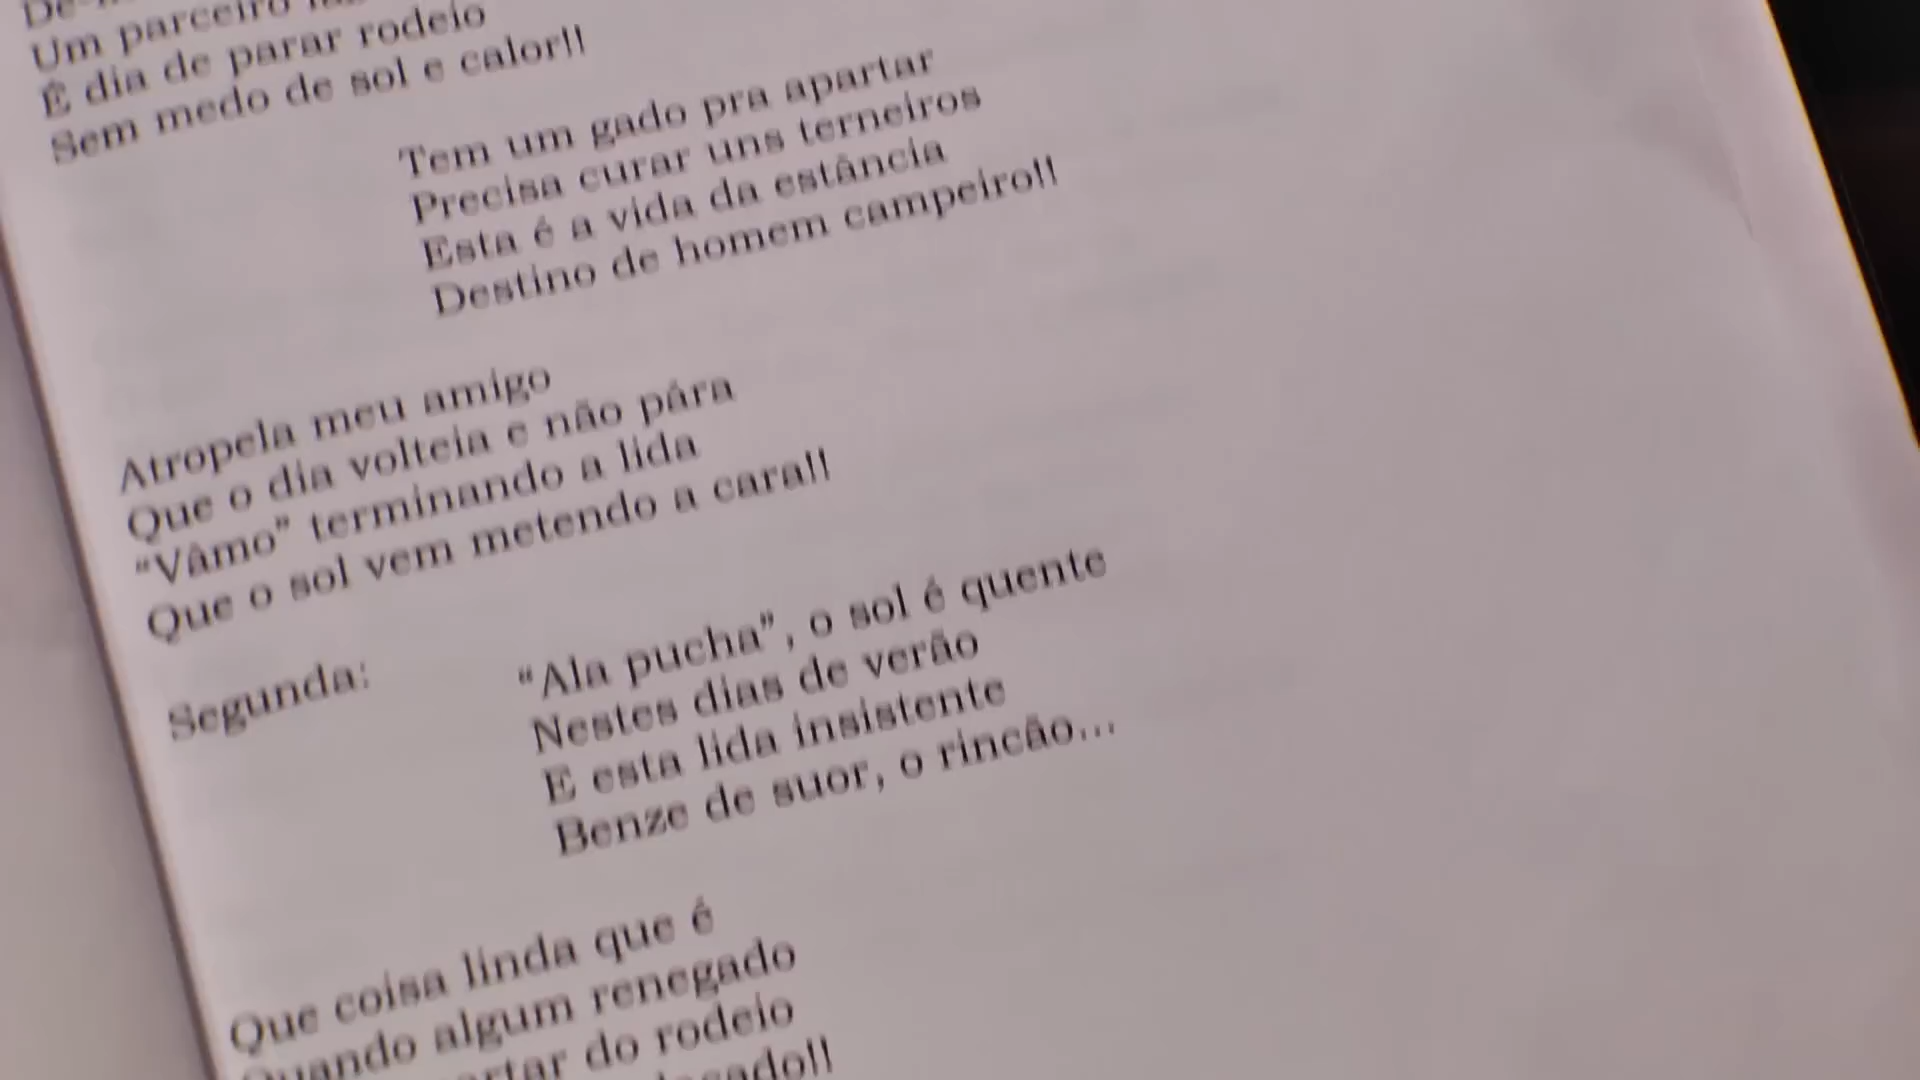 Um parceiro
É dia de parar rodeio
Sem medo de sol e calor!!
Tem um gado pra apartar
Precisa curar uns terneiros
Esta é a vida da estância
Destino de homem campeiro!!
Atropela meu amigo
Que o dia volteia e não pára
“Vâmo” terminando a lida
Que o sol vem metendo a cara!!
Segunda: “Ala pucha”, o sol é quente
Nestes dias de verão
E esta lida insistente
Benze de suor, o rincão...
Que coisa linda que é
Quando algum renegado
do rodeio